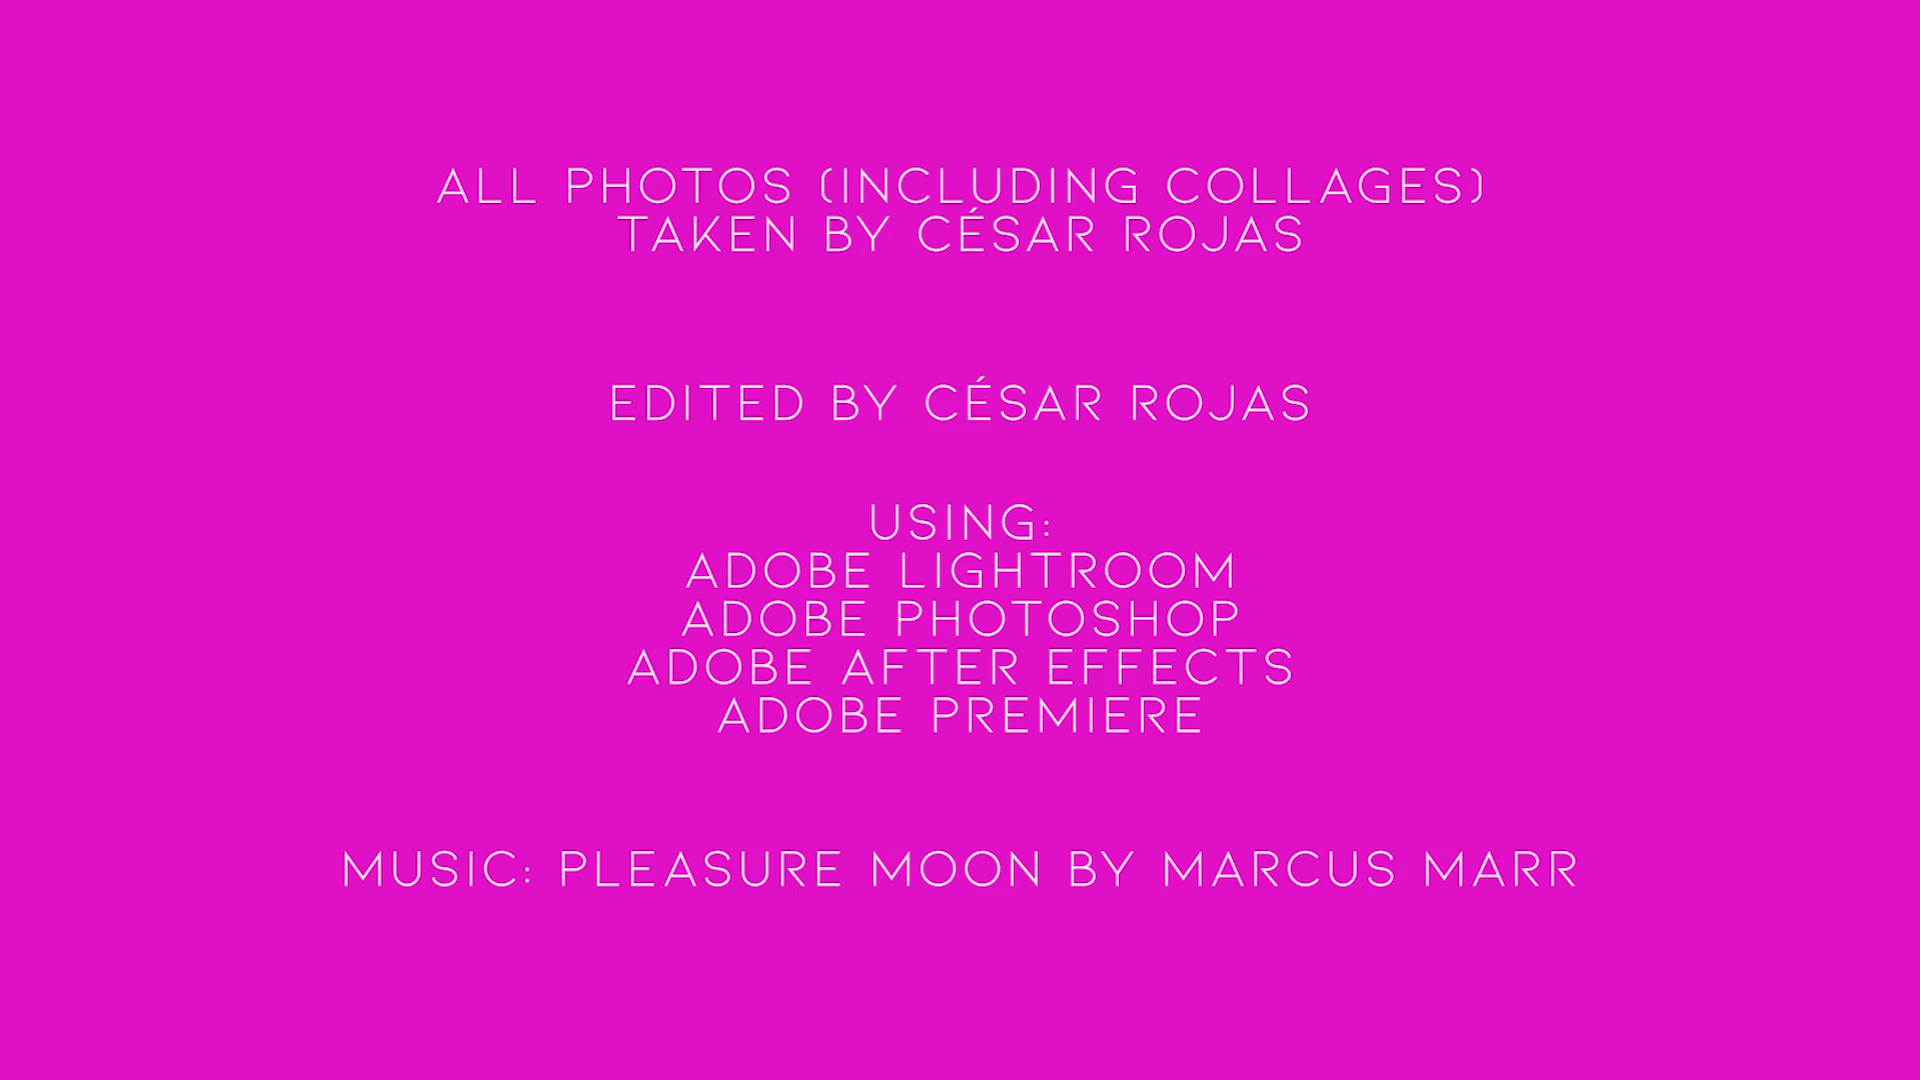 ALL PHOTOS (INCLUDING COLLAGES)
TAKEN BY CÉSAR ROJAS
EDITED BY CÉSAR ROJAS
USING:
ADOBE LIGHTROOM
ADOBE PHOTOSHOP
ADOBE AFTER EFFECTS
ADOBE PREMIERE
MUSIC: PLEASURE MOON BY MARCUS MARR